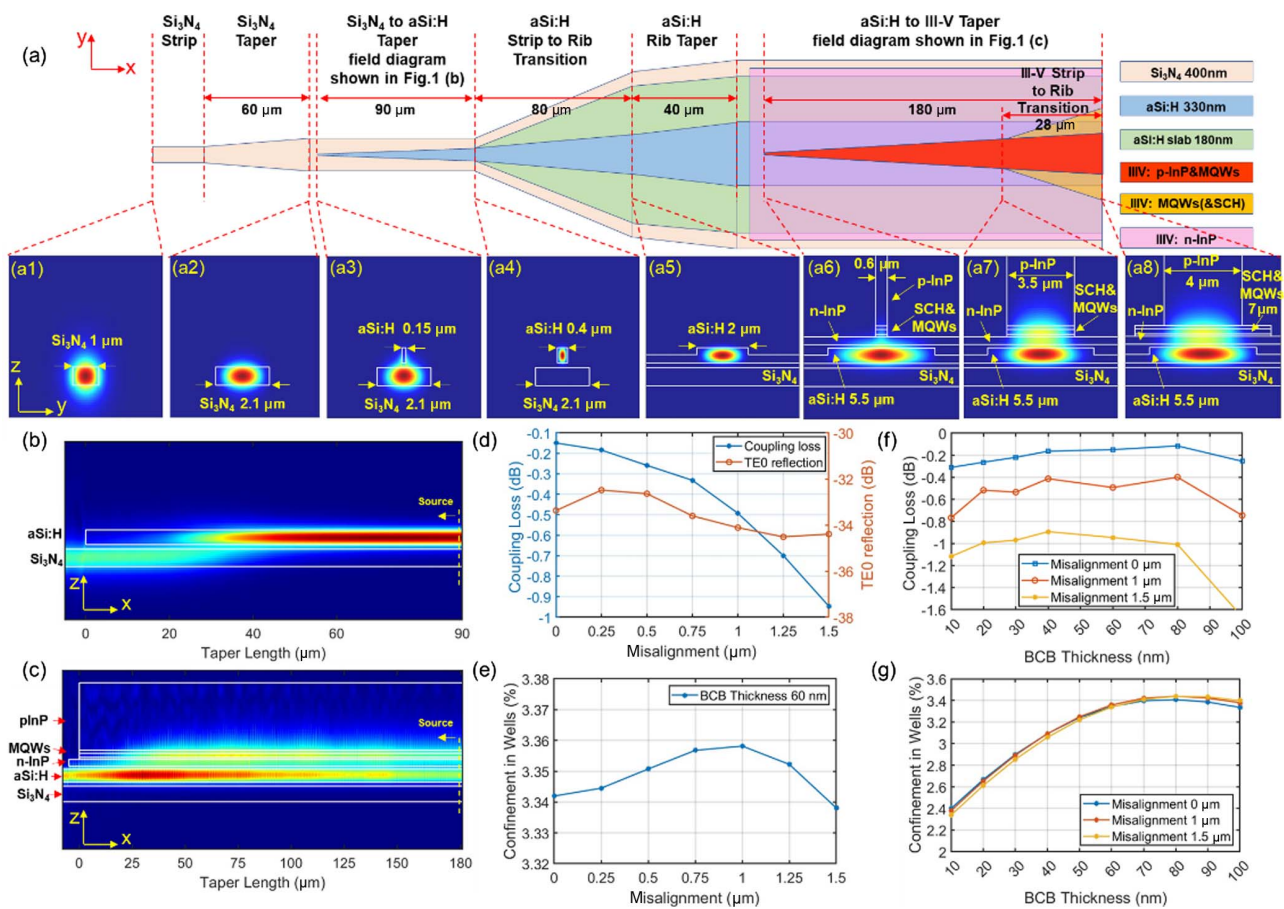 (a)
y
x
Si₃N₄
Strip
Si₃N₄
Taper
Si₃N₄ to aSi:H
Taper
field diagram
shown in Fig.1 (b)
aSi:H
Strip to Rib
Transition
aSi:H
Rib Taper
aSi:H to III-V Taper
field diagram shown in Fig.1 (c)
III-V Strip
to Rib
Transition
60 µm
90 µm
80 µm
40 µm
180 µm
28 µm
Si₃N₄ 400nm
aSi:H 330nm
aSi:H slab 180nm
IIIV: p-InP&MQWs
IIIV: MQWs(&SCH)
IIIV: n-InP
(a1)
Si₃N₄ 1 µm
z
y
(a2)
Si₃N₄ 2.1 µm
(a3)
aSi:H 0.15 µm
Si₃N₄ 2.1 µm
(a4)
aSi:H 0.4 µm
Si₃N₄ 2.1 µm
(a5)
aSi:H 2 µm
Si₃N₄
(a6)
0.6 µm
p-InP
n-InP
SCH&
MQWs
Si₃N₄
aSi:H 5.5 µm
(a7)
p-InP
3.5 µm
SCH&
MQWs
n-InP
Si₃N₄
aSi:H 5.5 µm
(a8)
p-InP
4 µm
SCH&
MQWs
7µm
n-InP
Si₃N₄
aSi:H 5.5 µm
(b)
Source
aSi:H
Si₃N₄
z
x
0 20 40 60 90
Taper Length (µm)
(c)
Source
pInP
MQWs
n-InP
aSi:H
Si₃N₄
z
x
0 25 50 75 100 125 150 180
Taper Length (µm)
(d)
Coupling loss
TE0 reflection
Coupling Loss (dB)
-0.1
-0.2
-0.3
-0.4
-0.5
-0.6
-0.7
-0.8
-0.9
-1
TE0 reflection (dB)
-30
-32
-34
-36
-38
0 0.25 0.5 0.75 1 1.25 1.5
Misalignment (µm)
(e)
BCB Thickness 60 nm
Confinement in Wells (%)
3.38
3.37
3.36
3.35
3.34
3.33
3.32
0 0.25 0.5 0.75 1 1.25 1.5
Misalignment (µm)
(f)
Coupling Loss (dB)
0
-0.2
-0.4
-0.6
-0.8
-1
-1.2
-1.4
-1.6
Misalignment 0 µm
Misalignment 1 µm
Misalignment 1.5 µm
10 20 30 40 50 60 70 80 90 100
BCB Thickness (nm)
(g)
Confinement in Wells (%)
3.6
3.4
3.2
3
2.8
2.6
2.4
2.2
2
Misalignment 0 µm
Misalignment 1 µm
Misalignment 1.5 µm
10 20 30 40 50 60 70 80 90 100
BCB Thickness (nm)